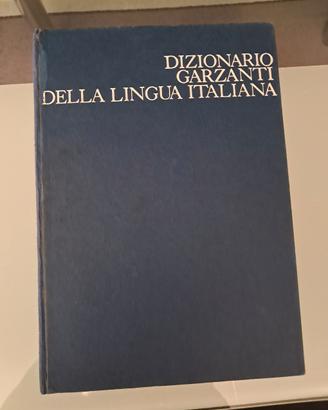 DIZIONARIO
GARZANTI
DELLA LINGUA ITALIANA